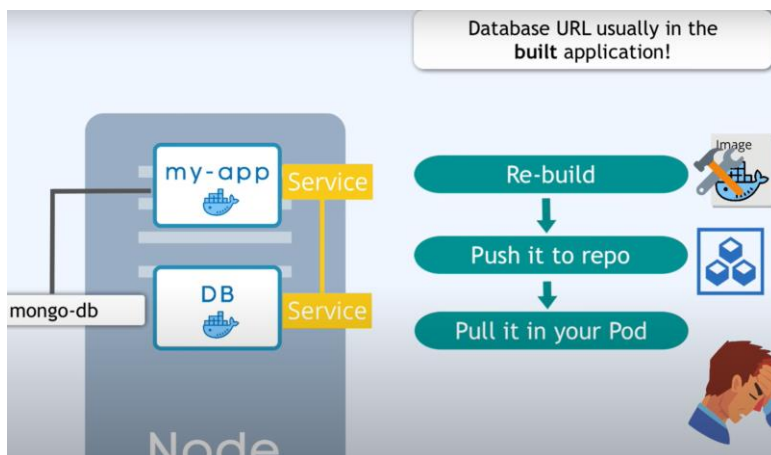 Database URL usually in the
built application!
my-app
Service
mongo-db
DB
Service
Node
Image
Re-build
Push it to repo
Pull it in your Pod